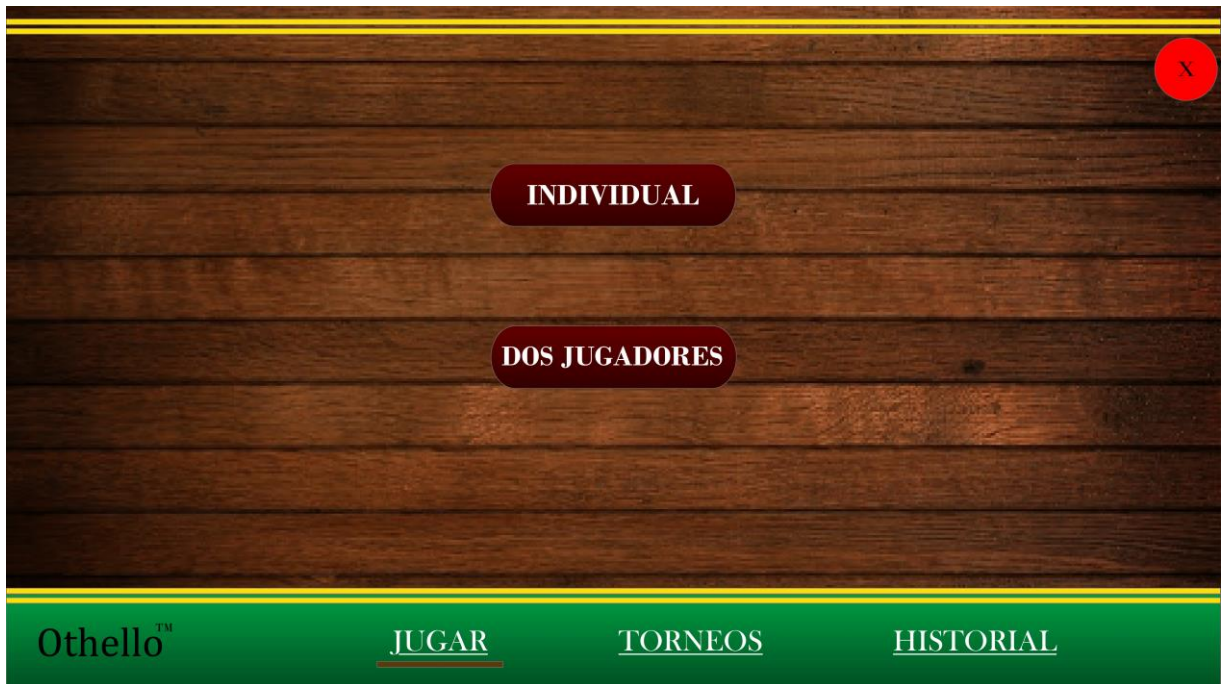 X
INDIVIDUAL
DOS JUGADORES
Othello™
JUGAR
TORNEOS
HISTORIAL